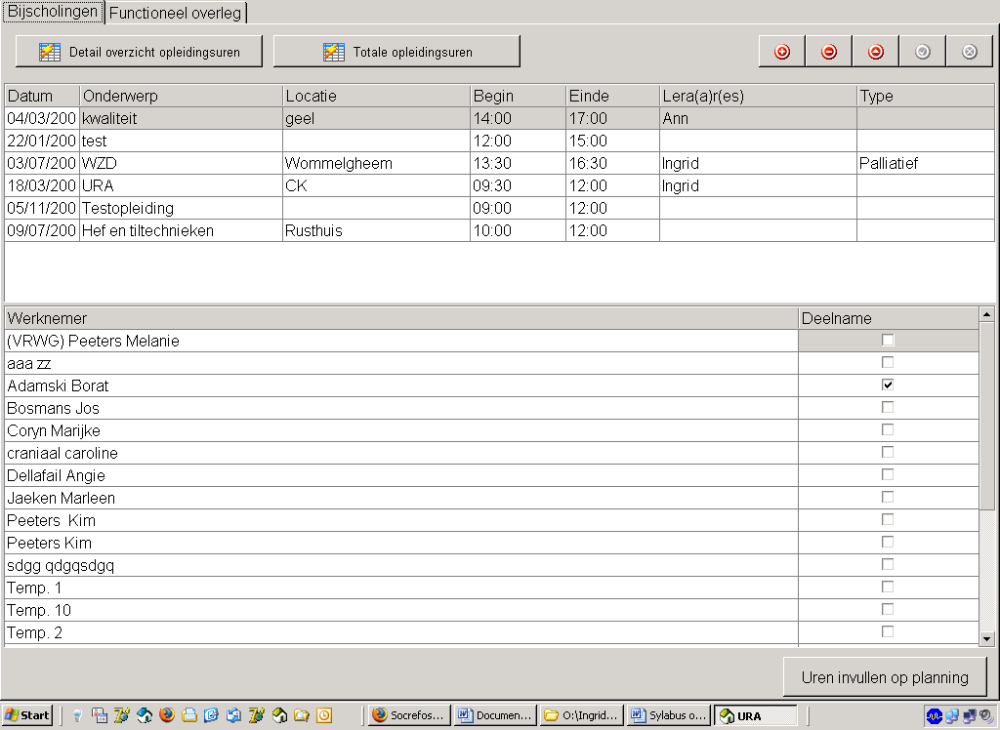 Bijscholingen Functioneel overleg
Detail overzicht opleidingsuren Totale opleidingsuren
Datum Onderwerp Locatie Begin Einde Lera(a)r(es) Type
04/03/200 kwaliteit geel 14:00 17:00 Ann
22/01/200 test 12:00 15:00
03/07/200 WZD Wommelgheem 13:30 16:30 Ingrid Palliatief
18/03/200 URA CK 09:30 12:00 Ingrid
05/11/200 Testopleiding 09:00 12:00
09/07/200 Hef en tiltechnieken Rusthuis 10:00 12:00
Werknemer Deelname
(VRWG) Peeters Melanie
aaa zz
Adamski Borat
Bosmans Jos
Coryn Marijke
craniaal caroline
Dellafail Angie
Jaeken Marleen
Peeters Kim
Peeters Kim
sdgg qdgqsdgq
Temp. 1
Temp. 10
Temp. 2
Uren invullen op planning
Start Socrefos... Documen... O:\Ingrid... Sylabus o... URA